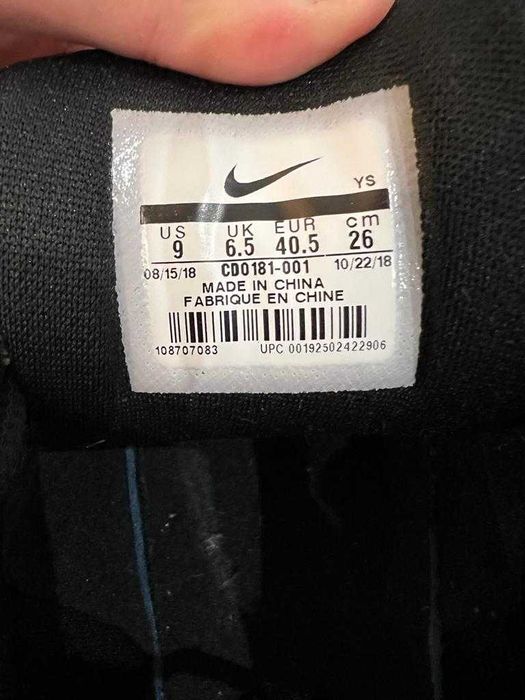 YS
US UK EUR cm
9 6.5 40.5 26
08/15/18 CD0181-001 10/22/18
MADE IN CHINA
FABRIQUE EN CHINE
108707083 UPC 00192502422906